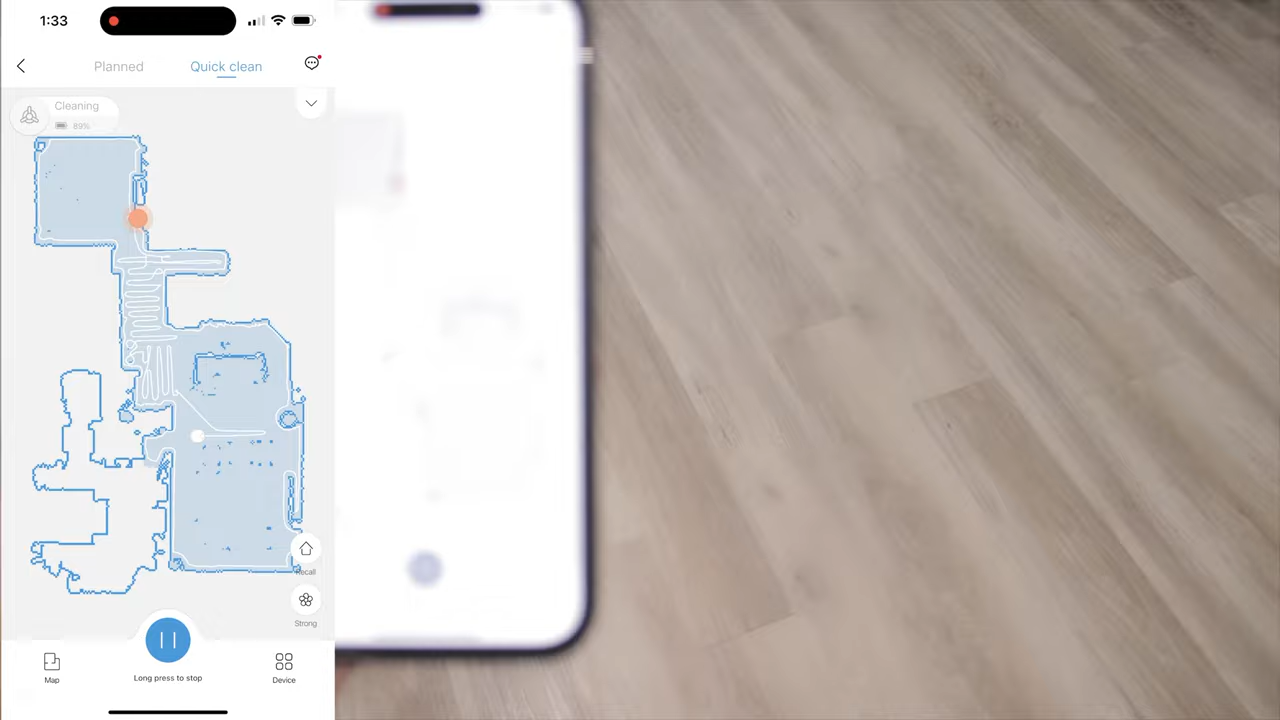 1:33
Planned
Quick clean
Cleaning
89%
Recall
Strong
Map
Long press to stop
Device